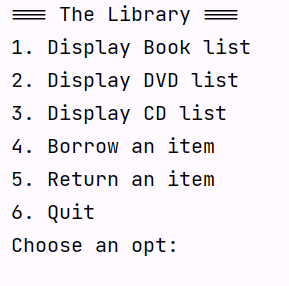 === The Library ===
1. Display Book list
2. Display DVD list
3. Display CD list
4. Borrow an item
5. Return an item
6. Quit
Choose an opt: